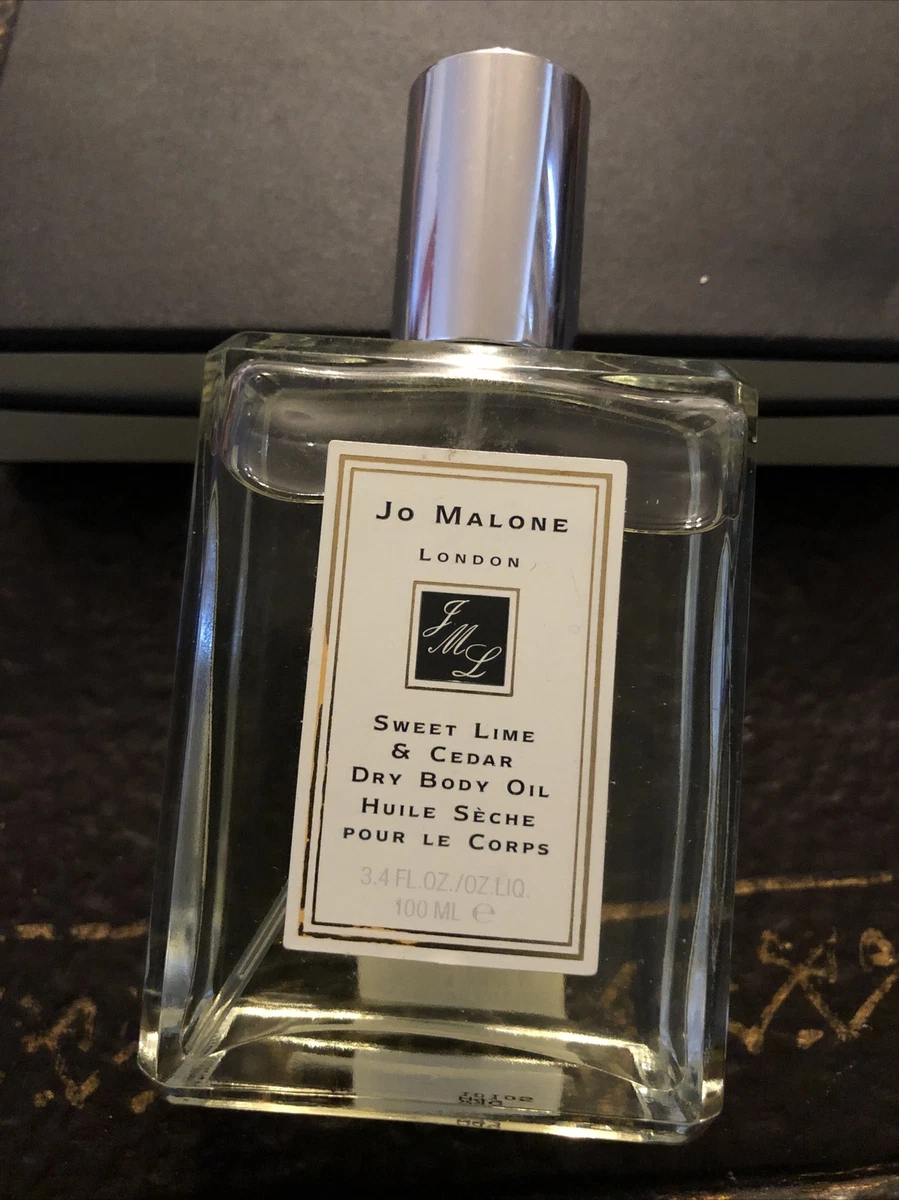 Jo Malone
London
JML
Sweet Lime
& Cedar
Dry Body Oil
Huile Sèche
pour le Corps
3.4 FL.OZ./OZ.LIQ.
100 ML ℮